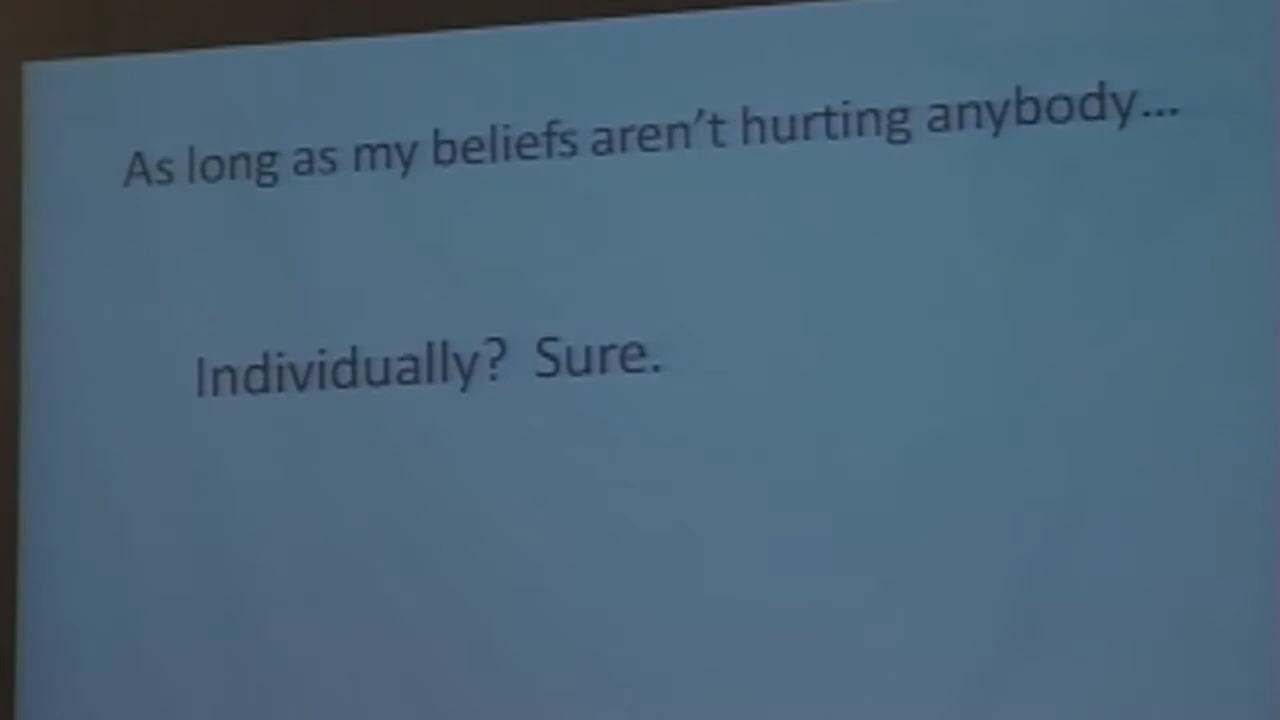 As long as my beliefs aren’t hurting anybody...
Individually? Sure.